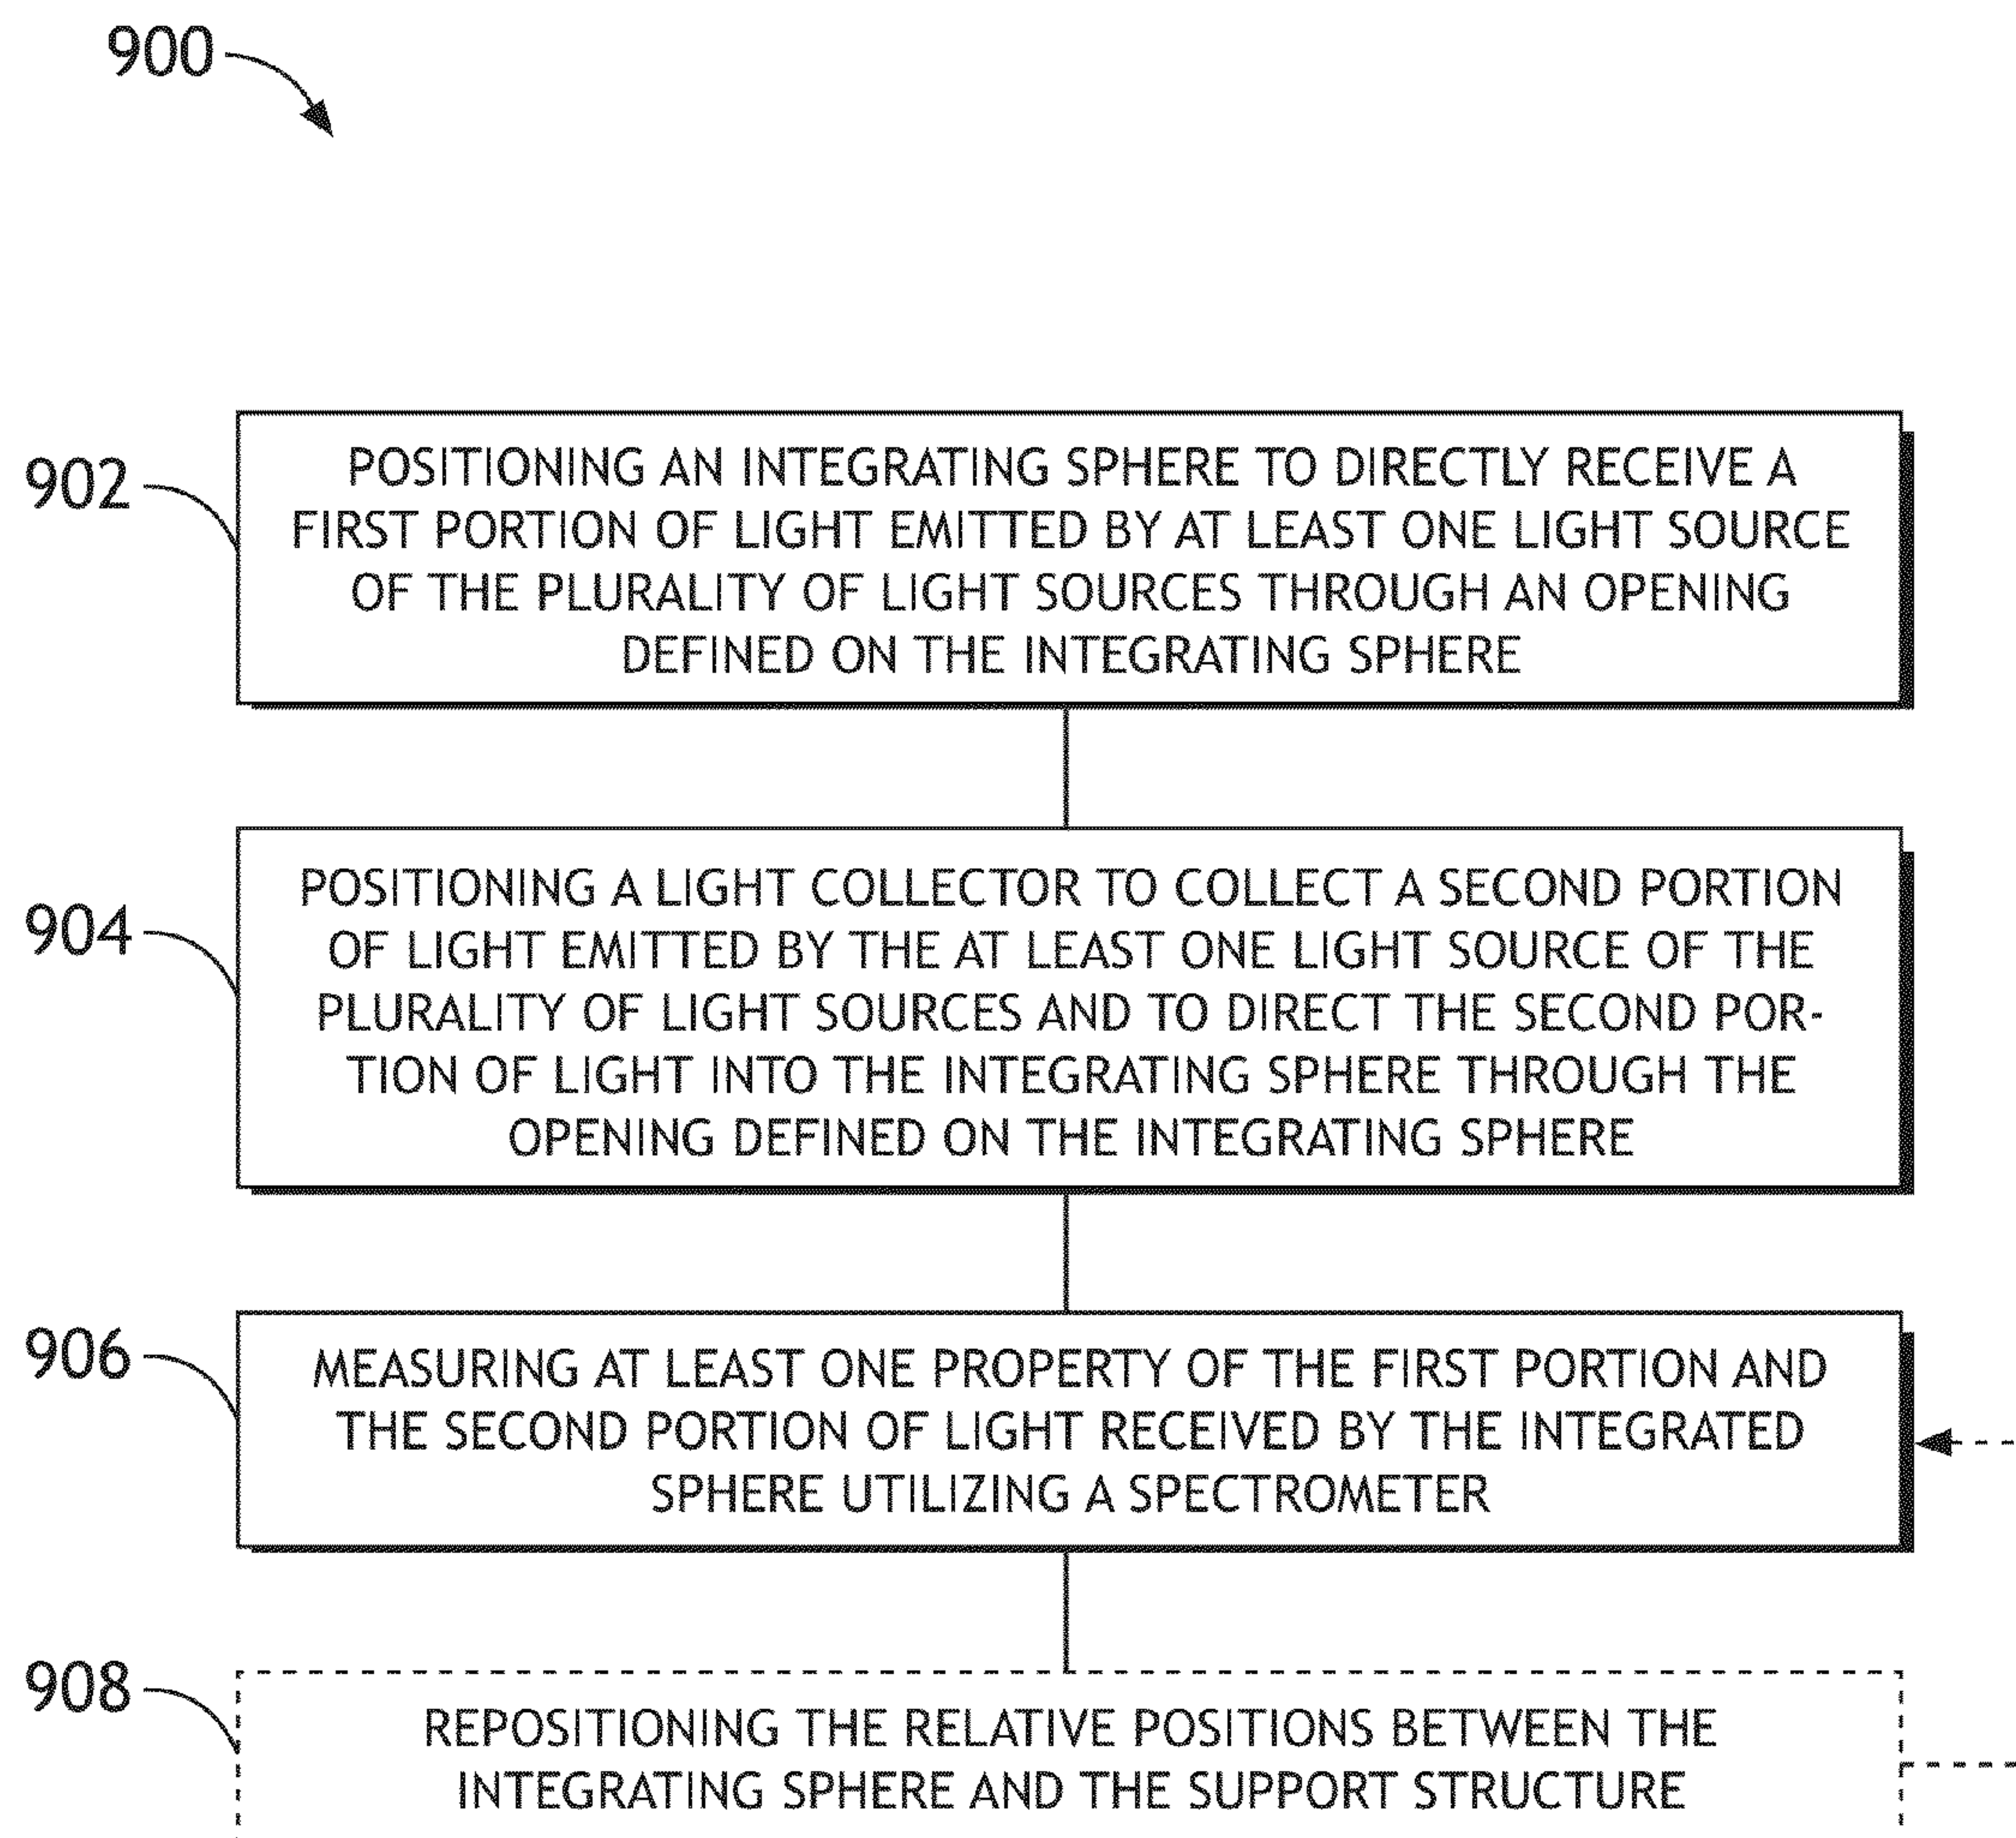 900
902
POSITIONING AN INTEGRATING SPHERE TO DIRECTLY RECEIVE A
FIRST PORTION OF LIGHT EMITTED BY AT LEAST ONE LIGHT SOURCE
OF THE PLURALITY OF LIGHT SOURCES THROUGH AN OPENING
DEFINED ON THE INTEGRATING SPHERE
904
POSITIONING A LIGHT COLLECTOR TO COLLECT A SECOND PORTION
OF LIGHT EMITTED BY THE AT LEAST ONE LIGHT SOURCE OF THE
PLURALITY OF LIGHT SOURCES AND TO DIRECT THE SECOND POR-
TION OF LIGHT INTO THE INTEGRATING SPHERE THROUGH THE
OPENING DEFINED ON THE INTEGRATING SPHERE
906
MEASURING AT LEAST ONE PROPERTY OF THE FIRST PORTION AND
THE SECOND PORTION OF LIGHT RECEIVED BY THE INTEGRATED
SPHERE UTILIZING A SPECTROMETER
908
REPOSITIONING THE RELATIVE POSITIONS BETWEEN THE
INTEGRATING SPHERE AND THE SUPPORT STRUCTURE